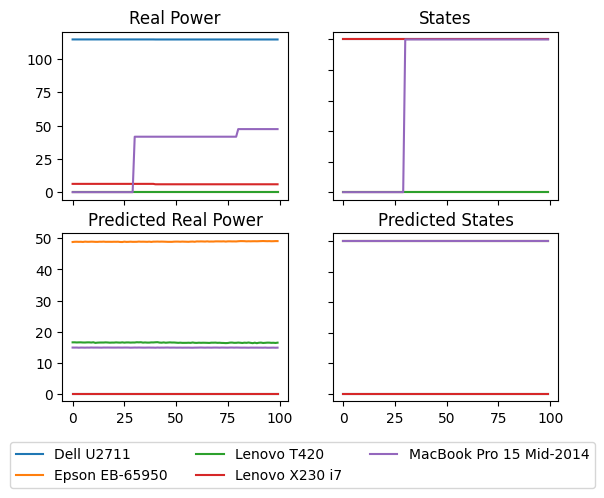 Real Power
States
100
75
50
25
0
Predicted Real Power
Predicted States
50
40
30
20
10
0
0 25 50 75 100
0 25 50 75 100
Dell U2711
Lenovo T420
MacBook Pro 15 Mid-2014
Epson EB-65950
Lenovo X230 i7